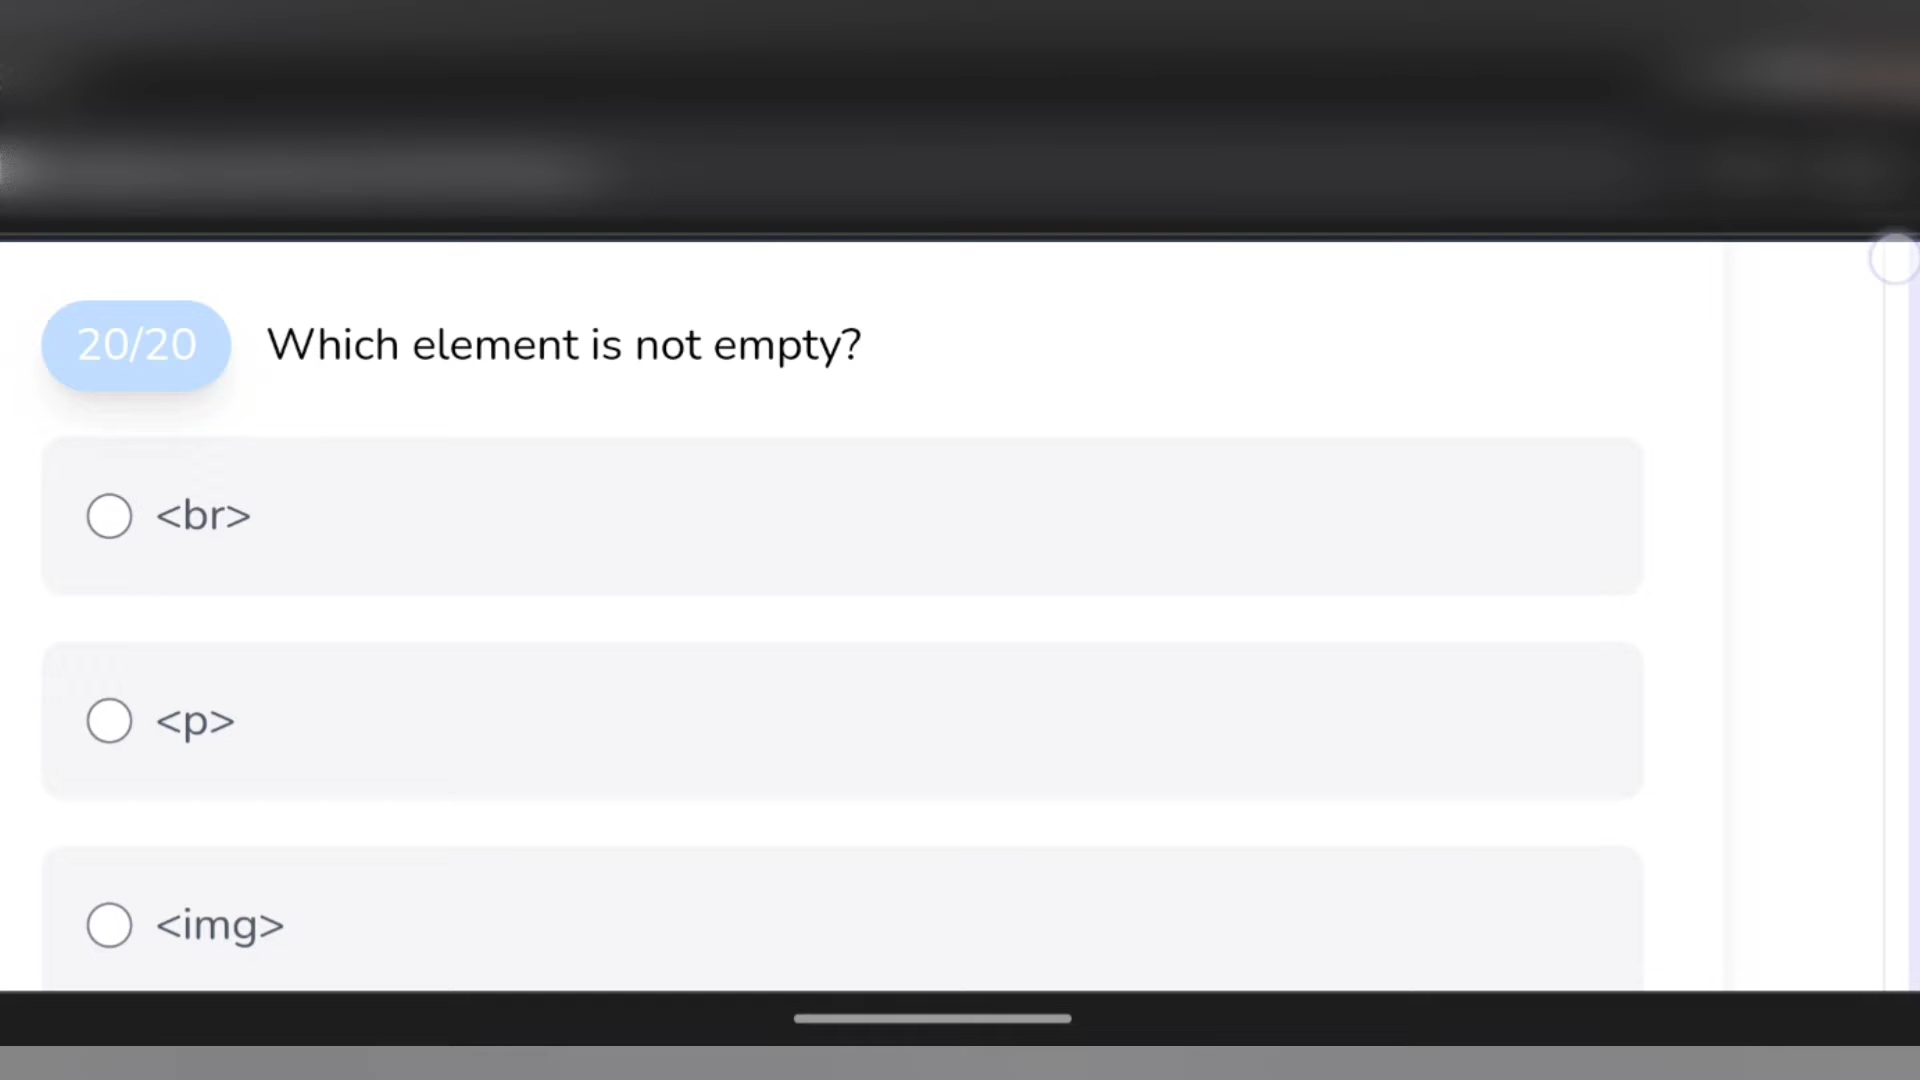 20/20 Which element is not empty?
<br>
<p>
<img>